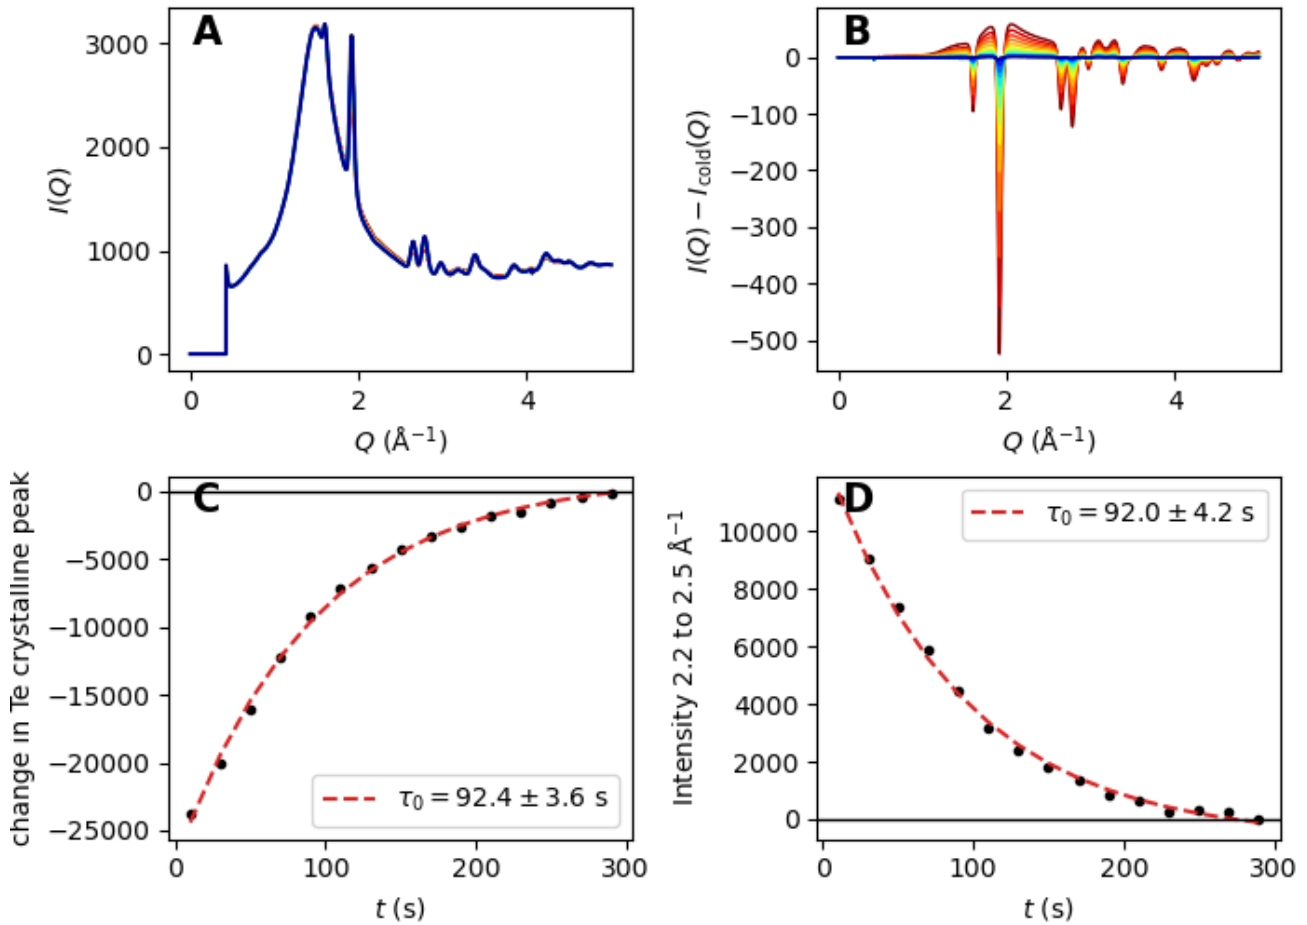 A
3000
2000
1000
0
I(Q)
0 2 4
Q (Å⁻¹)
B
0
−100
−200
−300
−400
−500
I(Q) − I_cold(Q)
0 2 4
Q (Å⁻¹)
C
0
−5000
−10000
−15000
−20000
−25000
change in Te crystalline peak
τ₀ = 92.4 ± 3.6 s
0 100 200 300
t (s)
D
10000
8000
6000
4000
2000
0
Intensity 2.2 to 2.5 Å⁻¹
τ₀ = 92.0 ± 4.2 s
0 100 200 300
t (s)